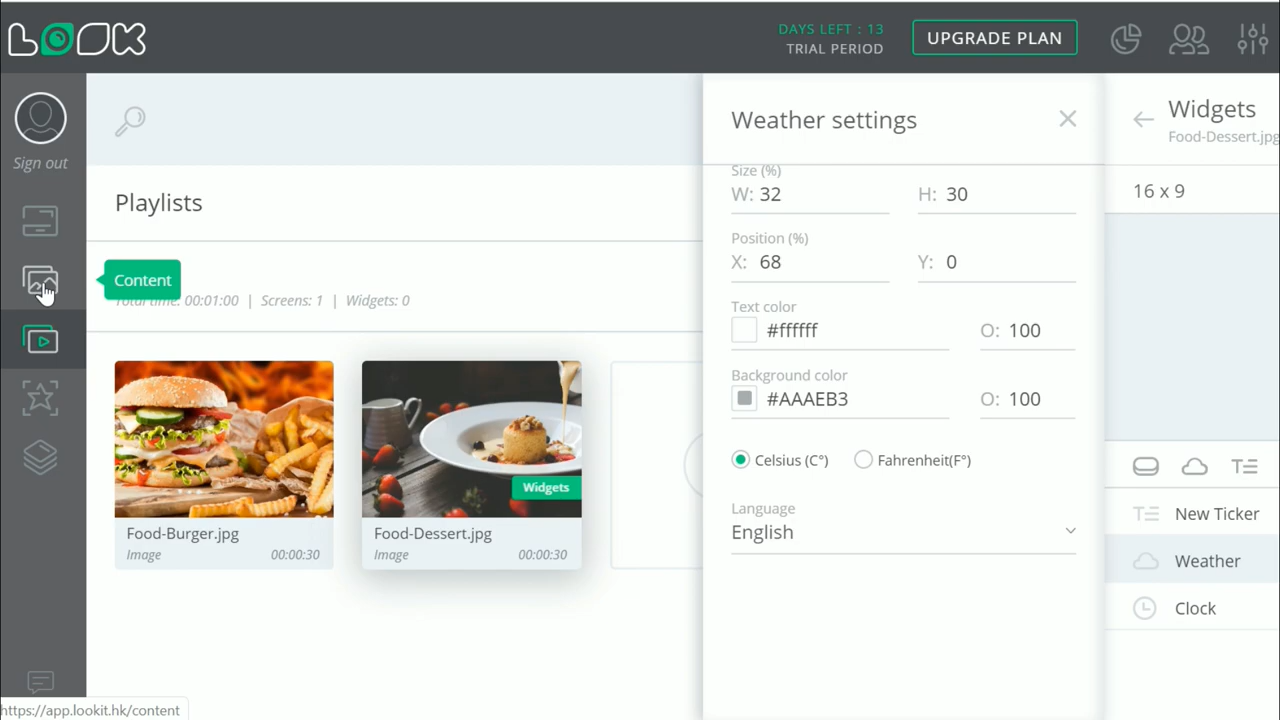 LOOK
DAYS LEFT : 13
TRIAL PERIOD
UPGRADE PLAN
Sign out
Playlists
Content
Total time: 00:01:00 | Screens: 1 | Widgets: 0
Food-Burger.jpg
Image 00:00:30
Widgets
Food-Dessert.jpg
Image 00:00:30
Weather settings
Size (%)
W: 32 H: 30
Position (%)
X: 68 Y: 0
Text color
#ffffff O: 100
Background color
#AAAEB3 O: 100
Celsius (C°) Fahrenheit(F°)
Language
English
Widgets
Food-Dessert.jpg
16 x 9
New Ticker
Weather
Clock
https://app.lookit.hk/content